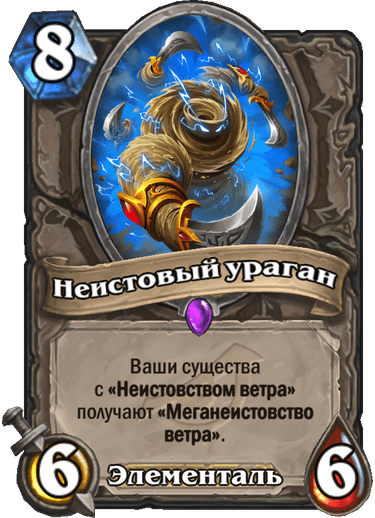 8
Неистовый ураган
Ваши существа
с «Неистовством ветра»
получают «Меганеистовство
ветра».
6 Элементаль 6